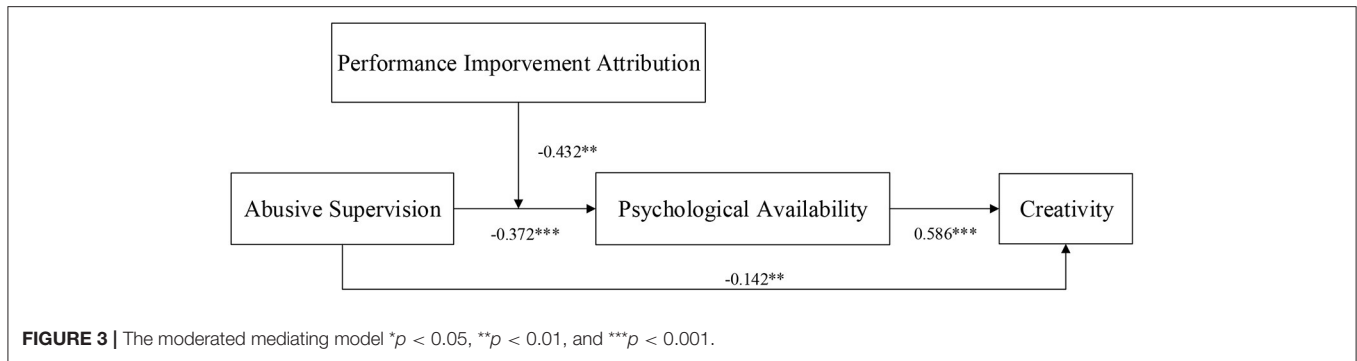 Performance Imporvement Attribution
-0.432**
Abusive Supervision
Psychological Availability
Creativity
-0.372***
0.586***
-0.142**
FIGURE 3 | The moderated mediating model *p < 0.05, **p < 0.01, and ***p < 0.001.